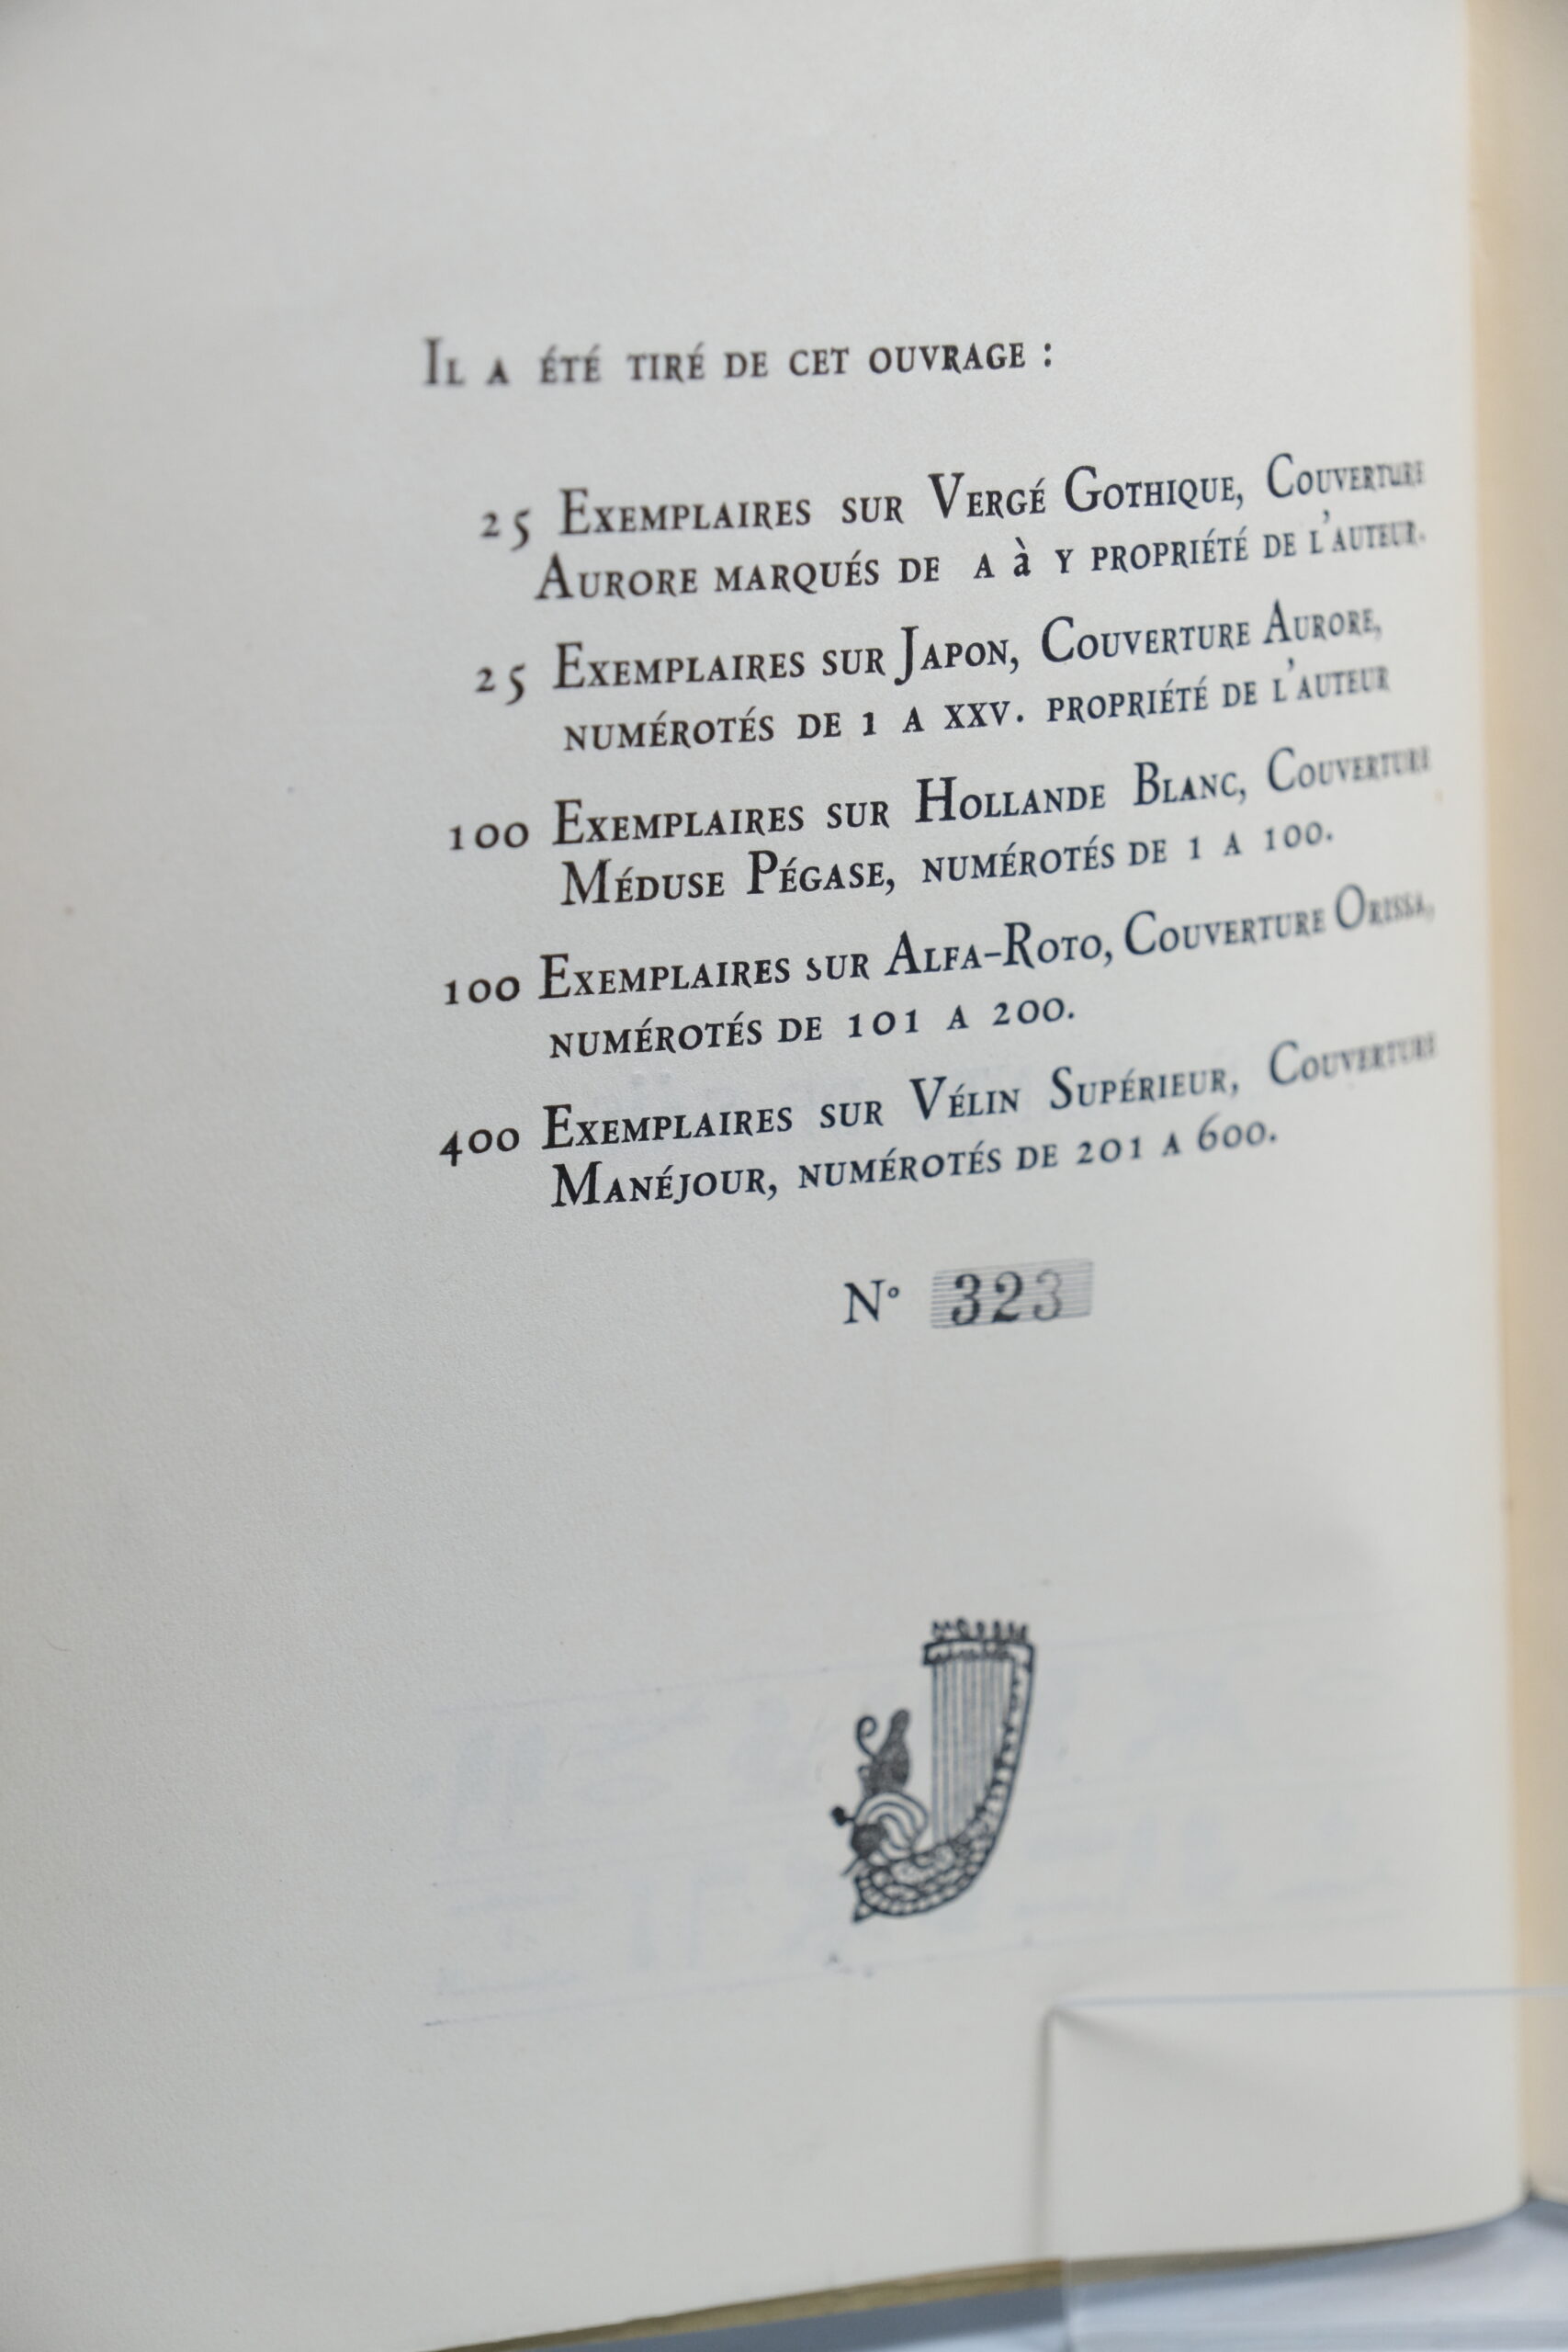 Il a été tiré de cet ouvrage :
25 Exemplaires sur Vergé Gothique, Couverture
Aurore marqués de a à y propriété de l'auteur.
25 Exemplaires sur Japon, Couverture Aurore,
numérotés de 1 a xxv. propriété de l'auteur
100 Exemplaires sur Hollande Blanc, Couverture
Méduse Pégase, numérotés de 1 a 100.
100 Exemplaires sur Alfa-Roto, Couverture Orissa,
numérotés de 101 a 200.
400 Exemplaires sur Vélin Supérieur, Couverture
Manéjour, numérotés de 201 a 600.
N° 323